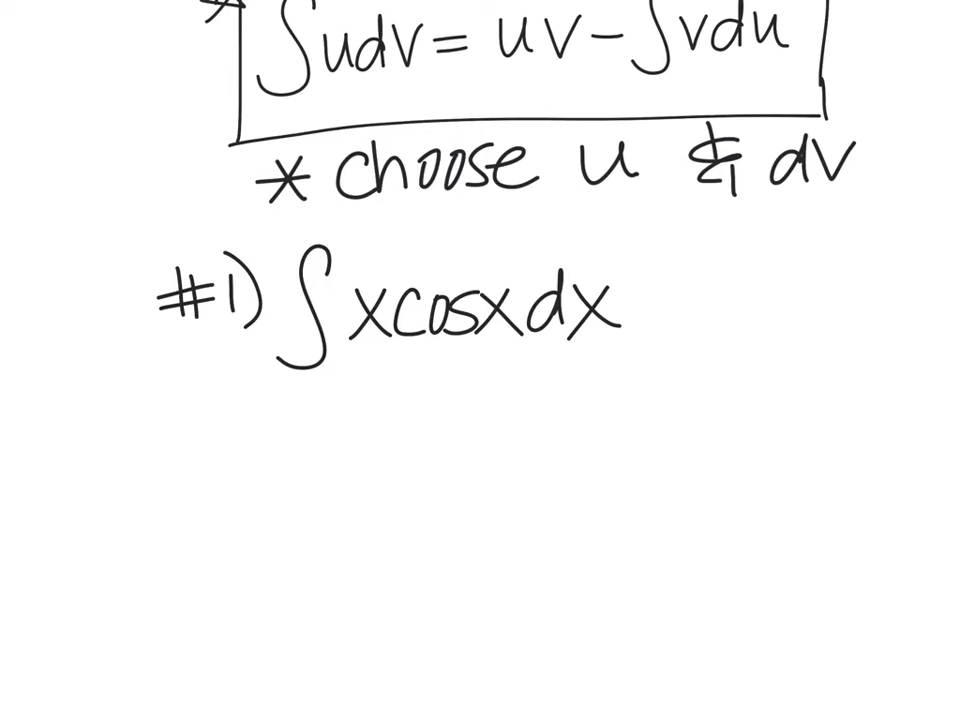 * ∫udv = uv - ∫vdu
* choose u & dv
#1) ∫xcosxdx